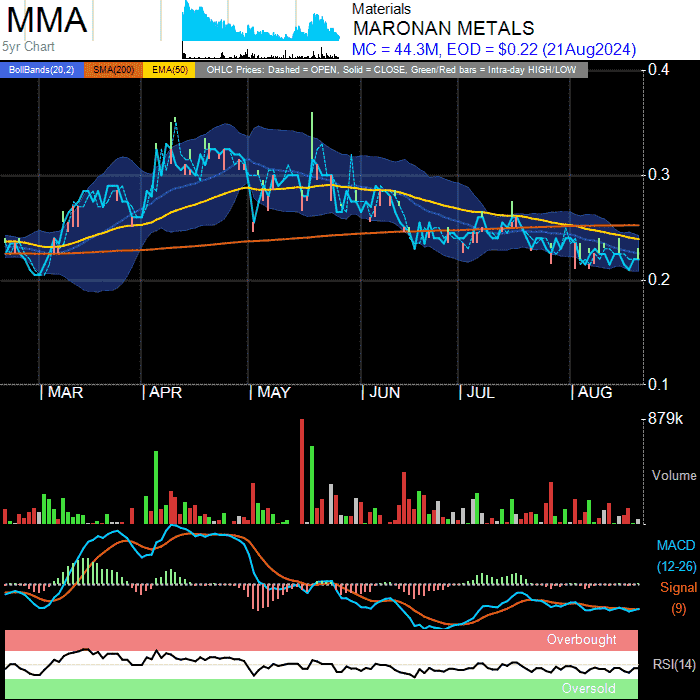 MMA
5yr Chart
Materials
MARONAN METALS
MC = 44.3M, EOD = $0.22 (21Aug2024)
BollBands(20,2) SMA(200) EMA(50) OHLC Prices: Dashed = OPEN, Solid = CLOSE, Green/Red bars = Intra-day HIGH/LOW
0.4
0.3
0.2
0.1
MAR APR MAY JUN JUL AUG
879k
Volume
MACD
(12-26)
Signal
(9)
Overbought
RSI(14)
Oversold